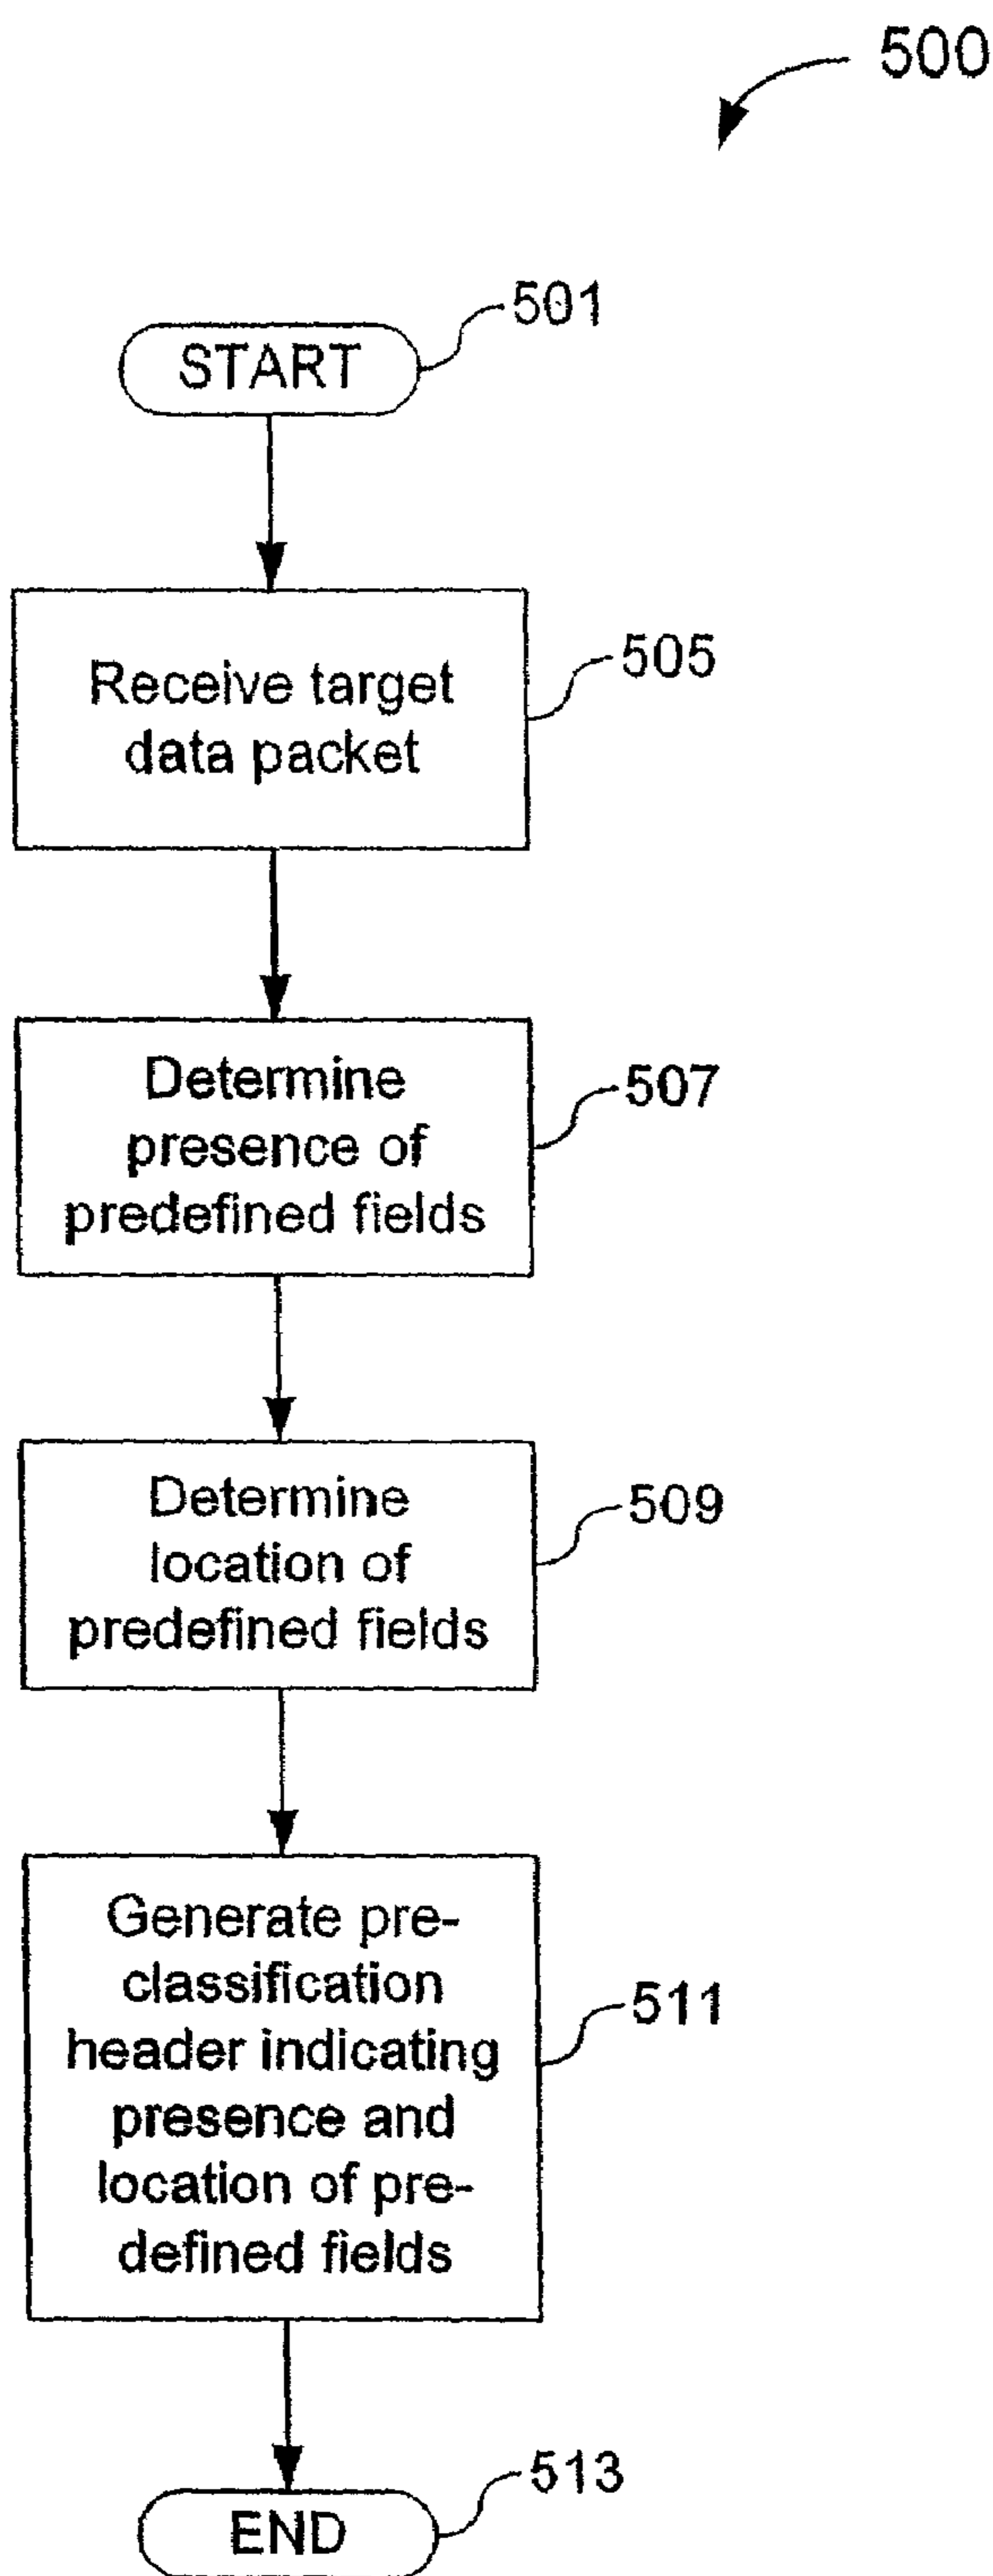 500
501
START
505
Receive target
data packet
507
Determine
presence of
predefined fields
509
Determine
location of
predefined fields
511
Generate pre-
classification
header indicating
presence and
location of pre-
defined fields
513
END